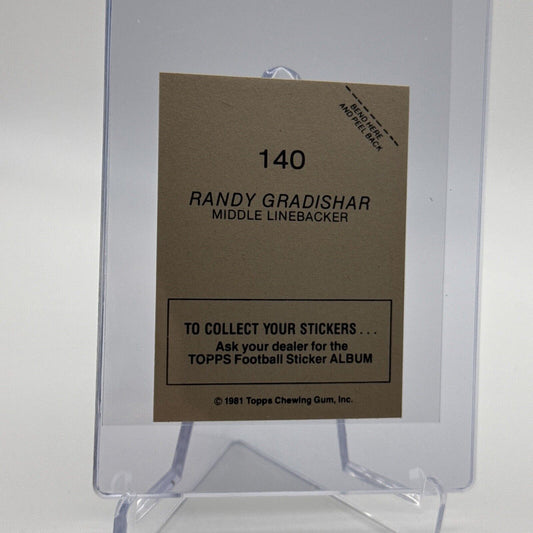 BEND HERE
AND PEEL BACK
140
RANDY GRADISHAR
MIDDLE LINEBACKER
TO COLLECT YOUR STICKERS...
Ask your dealer for the
TOPPS Football Sticker ALBUM
© 1981 Topps Chewing Gum, Inc.